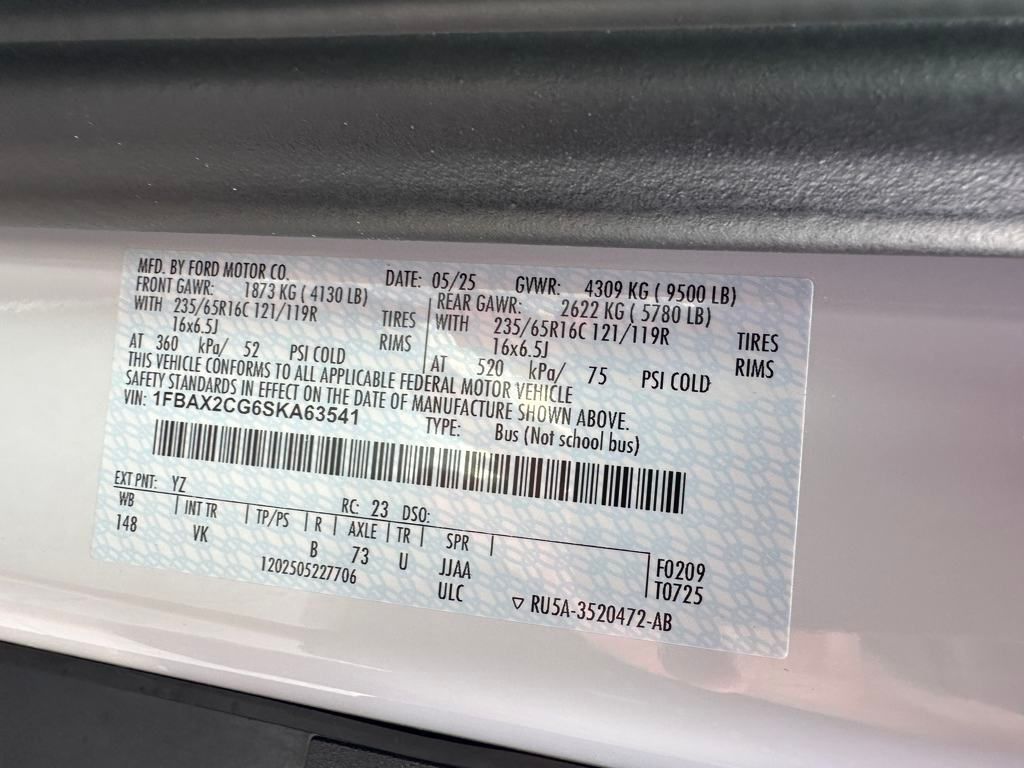 MFD. BY FORD MOTOR CO. DATE: 05/25 GVWR: 4309 KG ( 9500 LB)
FRONT GAWR: 1873 KG ( 4130 LB) REAR GAWR: 2622 KG ( 5780 LB)
WITH 235/65R16C 121/119R TIRES WITH 235/65R16C 121/119R TIRES
16x6.5J RIMS 16x6.5J RIMS
AT 360 kPa/ 52 PSI COLD AT 520 kPa/ 75 PSI COLD
THIS VEHICLE CONFORMS TO ALL APPLICABLE FEDERAL MOTOR VEHICLE
SAFETY STANDARDS IN EFFECT ON THE DATE OF MANUFACTURE SHOWN ABOVE.
VIN: 1FBAX2CG6SKA63541 TYPE: Bus (Not school bus)
EXT PNT: YZ RC: 23 DSO:
WB INT TR TP/PS R AXLE TR SPR
148 VK B 73 U JJAA F0209
1202505227706 ULC T0725
▽ RU5A-3520472-AB